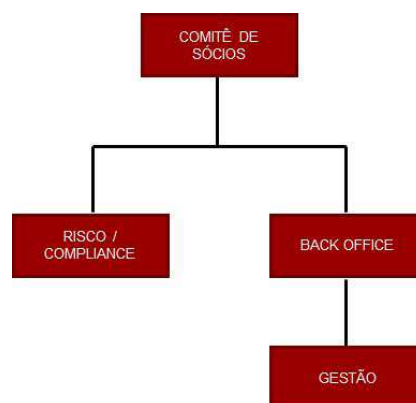 COMITÊ DE
SÓCIOS
RISCO /
COMPLIANCE
BACK OFFICE
GESTÃO